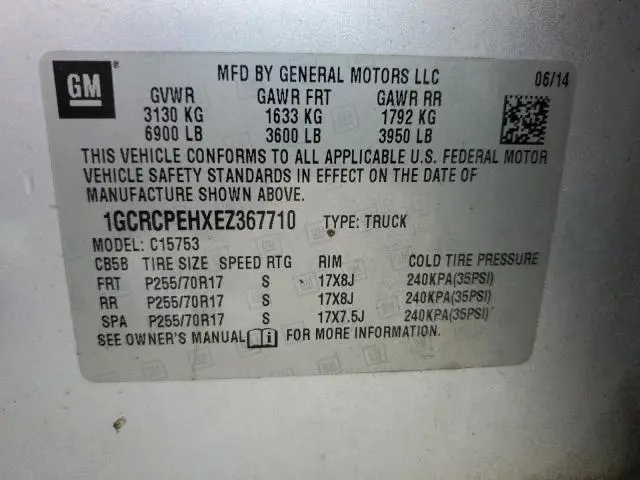 GM ®
MFD BY GENERAL MOTORS LLC 06/14
GVWR GAWR FRT GAWR RR
3130 KG 1633 KG 1792 KG
6900 LB 3600 LB 3950 LB
THIS VEHICLE CONFORMS TO ALL APPLICABLE U.S. FEDERAL MOTOR
VEHICLE SAFETY STANDARDS IN EFFECT ON THE DATE OF
MANUFACTURE SHOWN ABOVE.
1GCRCPEHXEZ367710 TYPE: TRUCK
MODEL: C15753
CB5B TIRE SIZE SPEED RTG RIM COLD TIRE PRESSURE
FRT P255/70R17 S 17X8J 240KPA(35PSI)
RR P255/70R17 S 17X8J 240KPA(35PSI)
SPA P255/70R17 S 17X7.5J 240KPA(35PSI)
SEE OWNER'S MANUAL i FOR MORE INFORMATION.